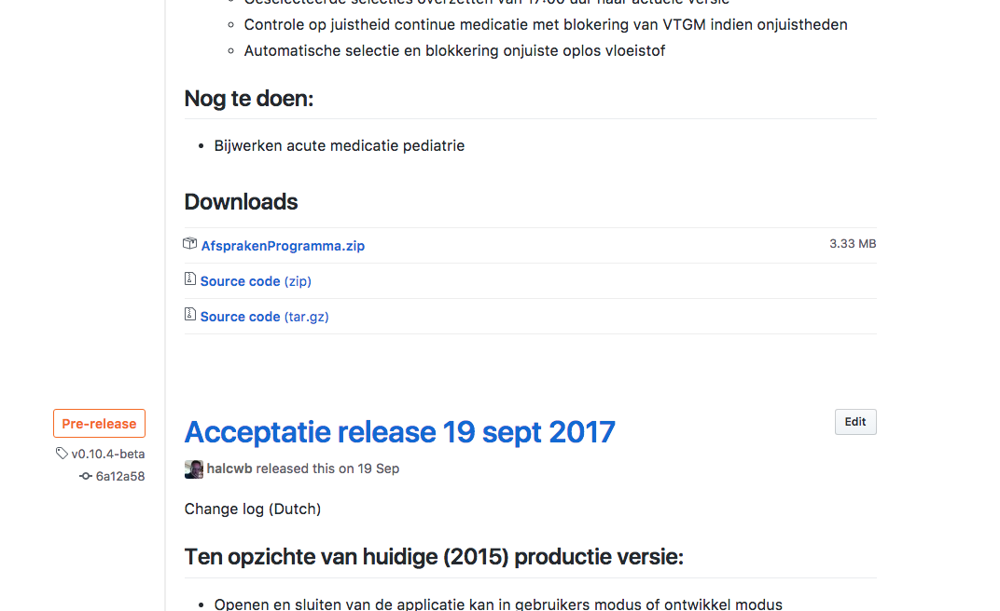 Geselecteerde selecties overzetten van 17:00 uur naar actuele versie
Controle op juistheid continue medicatie met blokering van VTGM indien onjuistheden
Automatische selectie en blokkering onjuiste oplos vloeistof
Nog te doen:
Bijwerken acute medicatie pediatrie
Downloads
AfsprakenProgramma.zip 3.33 MB
Source code (zip)
Source code (tar.gz)
Pre-release
v0.10.4-beta
6a12a58
Acceptatie release 19 sept 2017
Edit
halcwb released this on 19 Sep
Change log (Dutch)
Ten opzichte van huidige (2015) productie versie:
Openen en sluiten van de applicatie kan in gebruikers modus of ontwikkel modus